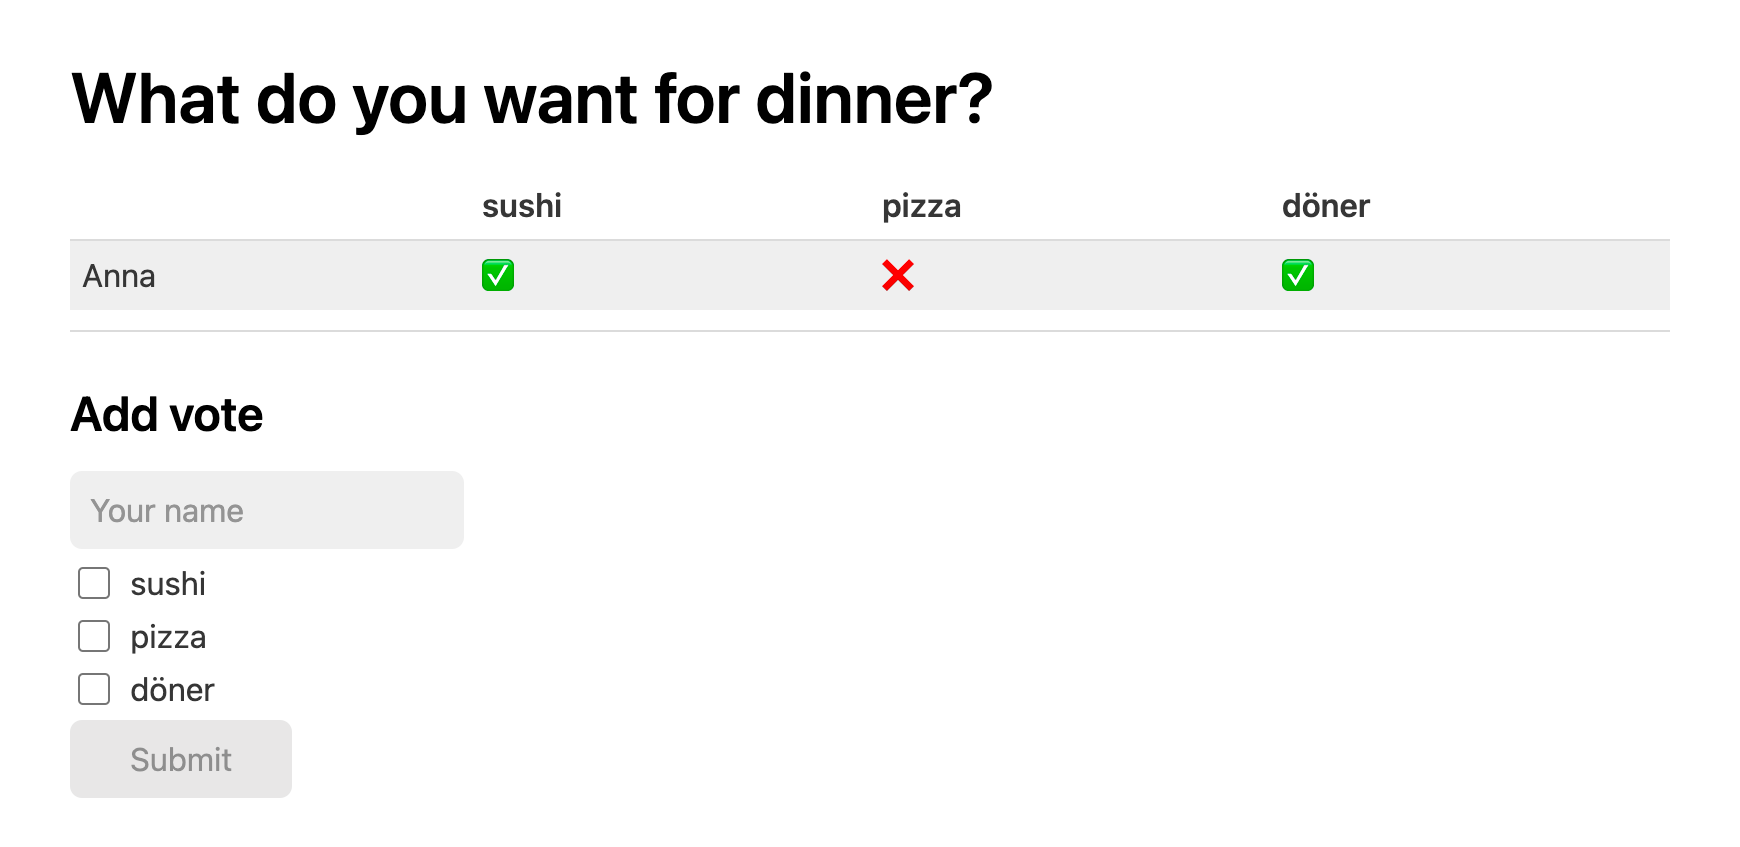 What do you want for dinner?
sushi pizza döner
Anna ✅ ❌ ✅
Add vote
Your name
sushi
pizza
döner
Submit